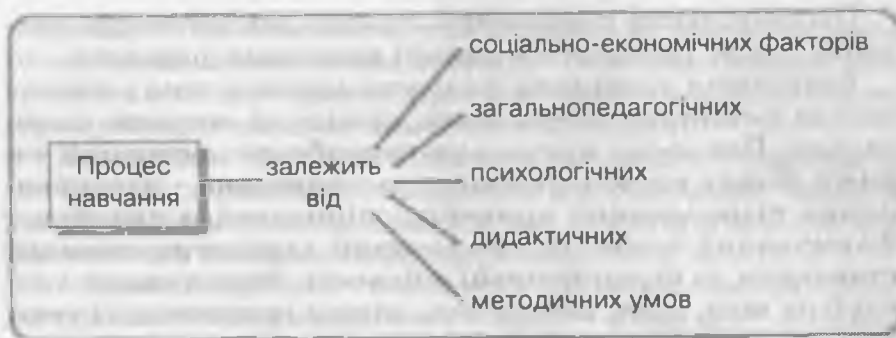 соціально-економічних факторів
загальнопедагогічних
Процес
навчання
залежить
від
психологічних
дидактичних
методичних умов